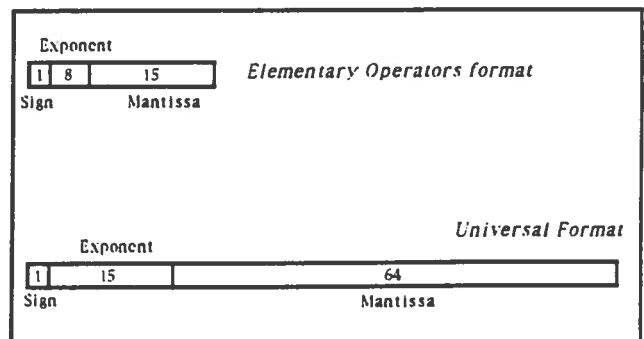 Exponent
1 8 15 Elementary Operators format
Sign Mantissa
Universal Format
Exponent
1 15 64
Sign Mantissa